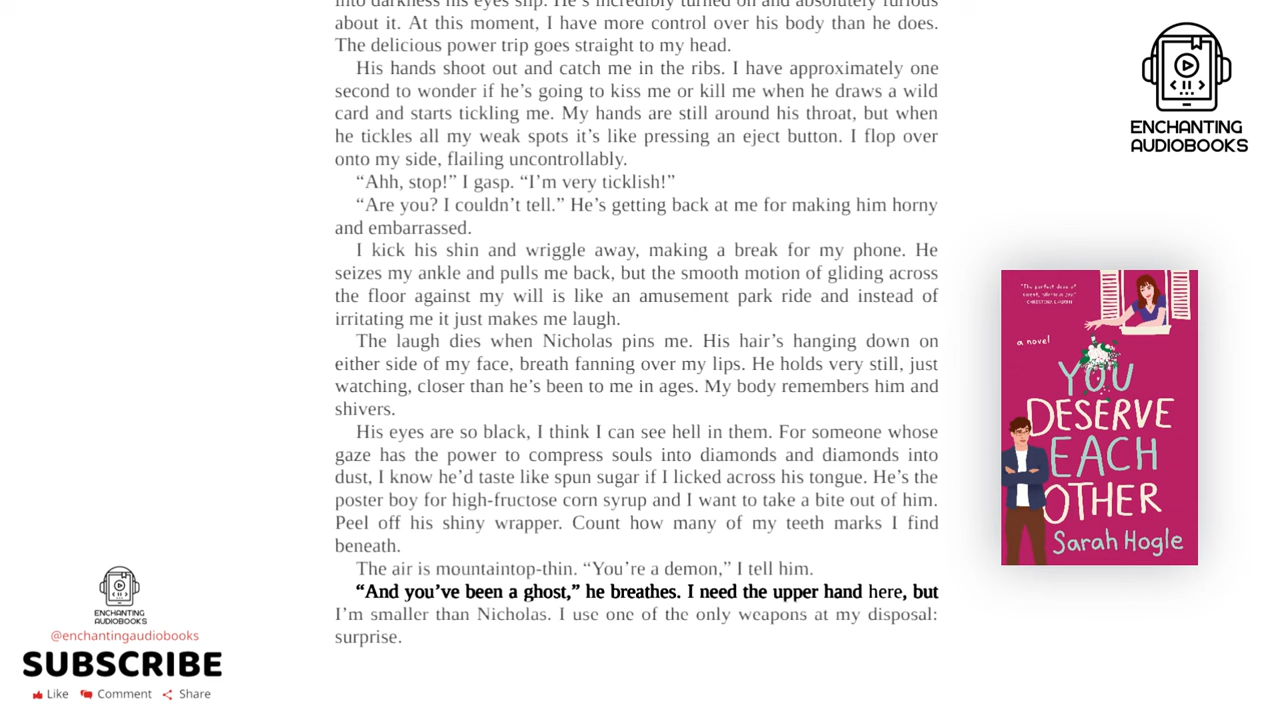 into darkness his eyes slip. He's incredibly turned on and absolutely furious
about it. At this moment, I have more control over his body than he does.
The delicious power trip goes straight to my head.
His hands shoot out and catch me in the ribs. I have approximately one
second to wonder if he’s going to kiss me or kill me when he draws a wild
card and starts tickling me. My hands are still around his throat, but when
he tickles all my weak spots it’s like pressing an eject button. I flop over
onto my side, flailing uncontrollably.
“Ahh, stop!” I gasp. “I’m very ticklish!”
“Are you? I couldn’t tell.” He’s getting back at me for making him horny
and embarrassed.
I kick his shin and wriggle away, making a break for my phone. He
seizes my ankle and pulls me back, but the smooth motion of gliding across
the floor against my will is like an amusement park ride and instead of
irritating me it just makes me laugh.
The laugh dies when Nicholas pins me. His hair’s hanging down on
either side of my face, breath fanning over my lips. He holds very still, just
watching, closer than he’s been to me in ages. My body remembers him and
shivers.
His eyes are so black, I think I can see hell in them. For someone whose
gaze has the power to compress souls into diamonds and diamonds into
dust, I know he’d taste like spun sugar if I licked across his tongue. He’s the
poster boy for high-fructose corn syrup and I want to take a bite out of him.
Peel off his shiny wrapper. Count how many of my teeth marks I find
beneath.
The air is mountaintop-thin. “You’re a demon,” I tell him.
“And you’ve been a ghost,” he breathes. I need the upper hand here, but
I’m smaller than Nicholas. I use one of the only weapons at my disposal:
surprise.
ENCHANTING
AUDIOBOOKS
a novel
YOU
DESERVE
EACH
OTHER
Sarah Hogle
ENCHANTING
AUDIOBOOKS
@enchantingaudiobooks
SUBSCRIBE
Like Comment Share